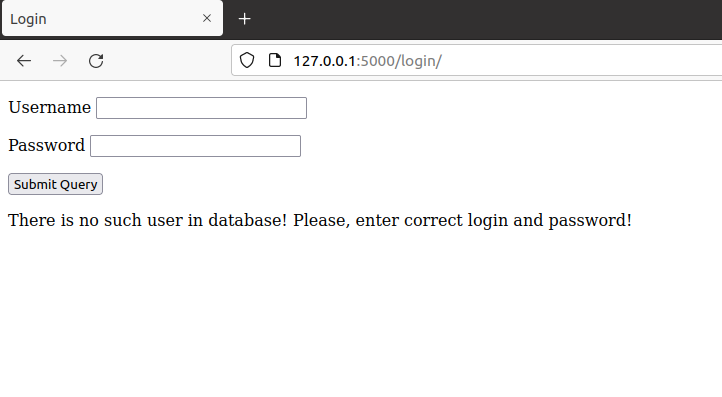 Login
127.0.0.1:5000/login/
Username
Password
Submit Query
There is no such user in database! Please, enter correct login and password!